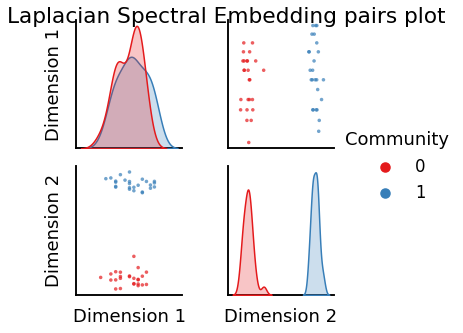 Laplacian Spectral Embedding pairs plot
Dimension 1
Community
0
1
Dimension 2
Dimension 1
Dimension 2